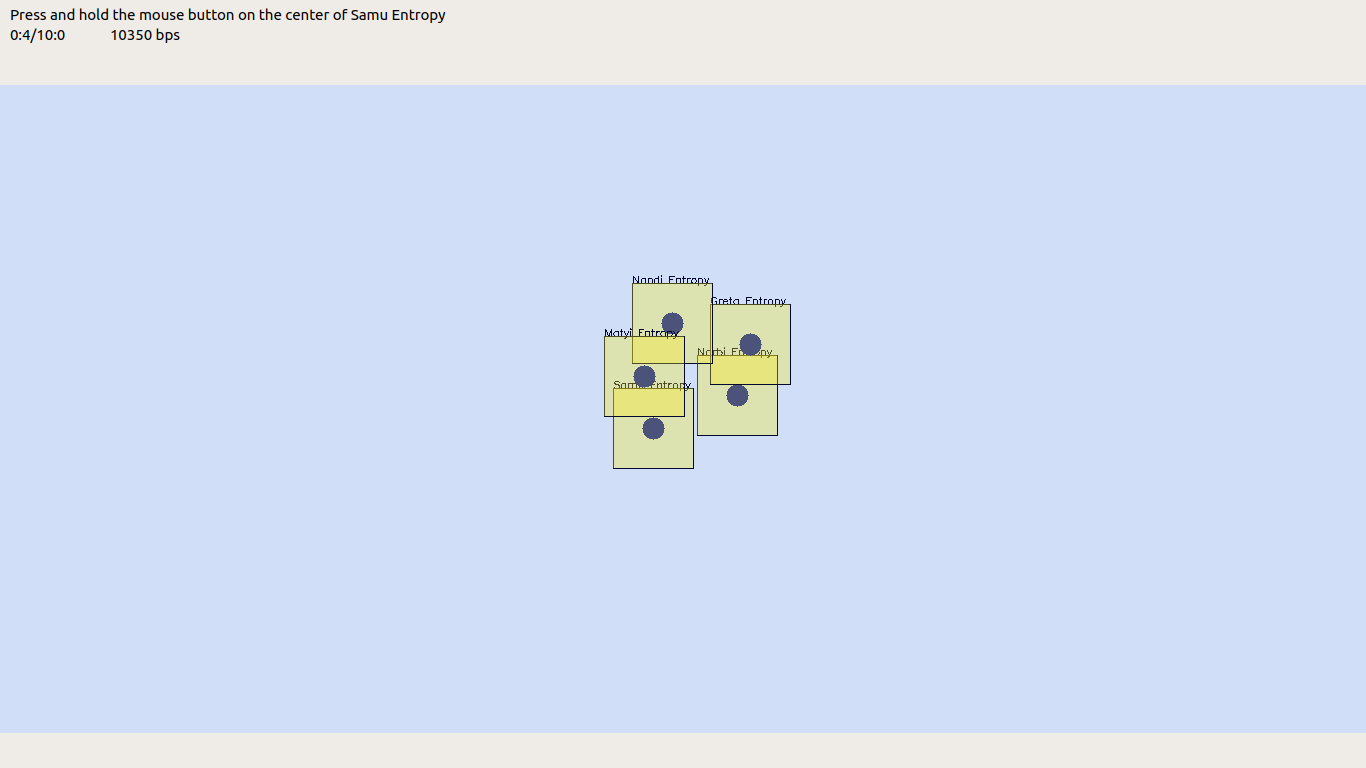 Press and hold the mouse button on the center of Samu Entropy
0:4/10:0 10350 bps
Nandi Entropy
Greta Entropy
Matyi Entropy
Norbi Entropy
Samu Entropy